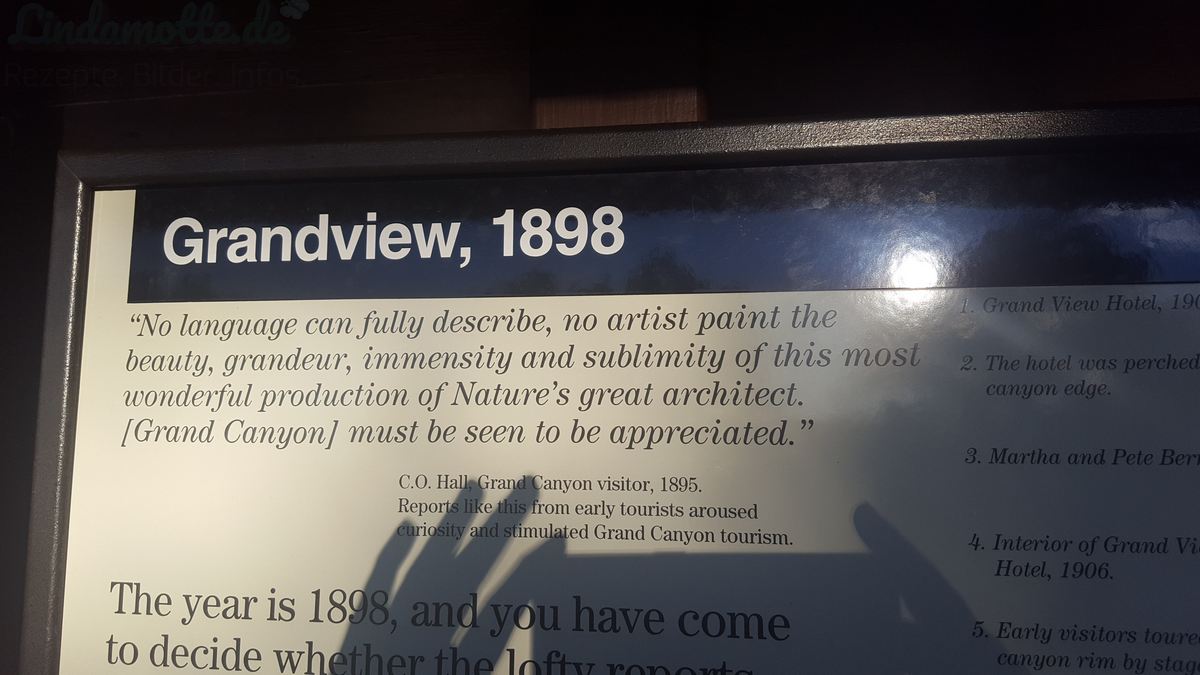 Lindamotte.de
Rezepte. Bilder. Infos.
Grandview, 1898
“No language can fully describe, no artist paint the
beauty, grandeur, immensity and sublimity of this most
wonderful production of Nature’s great architect.
[Grand Canyon] must be seen to be appreciated.”
C.O. Hall, Grand Canyon visitor, 1895.
Reports like this from early tourists aroused
curiosity and stimulated Grand Canyon tourism.
The year is 1898, and you have come
to decide whether the lofty reports
1. Grand View Hotel,
2. The hotel was perched
canyon edge.
3. Martha and Pete
4. Interior of Grand
Hotel, 1906.
5. Early visitors
canyon rim by